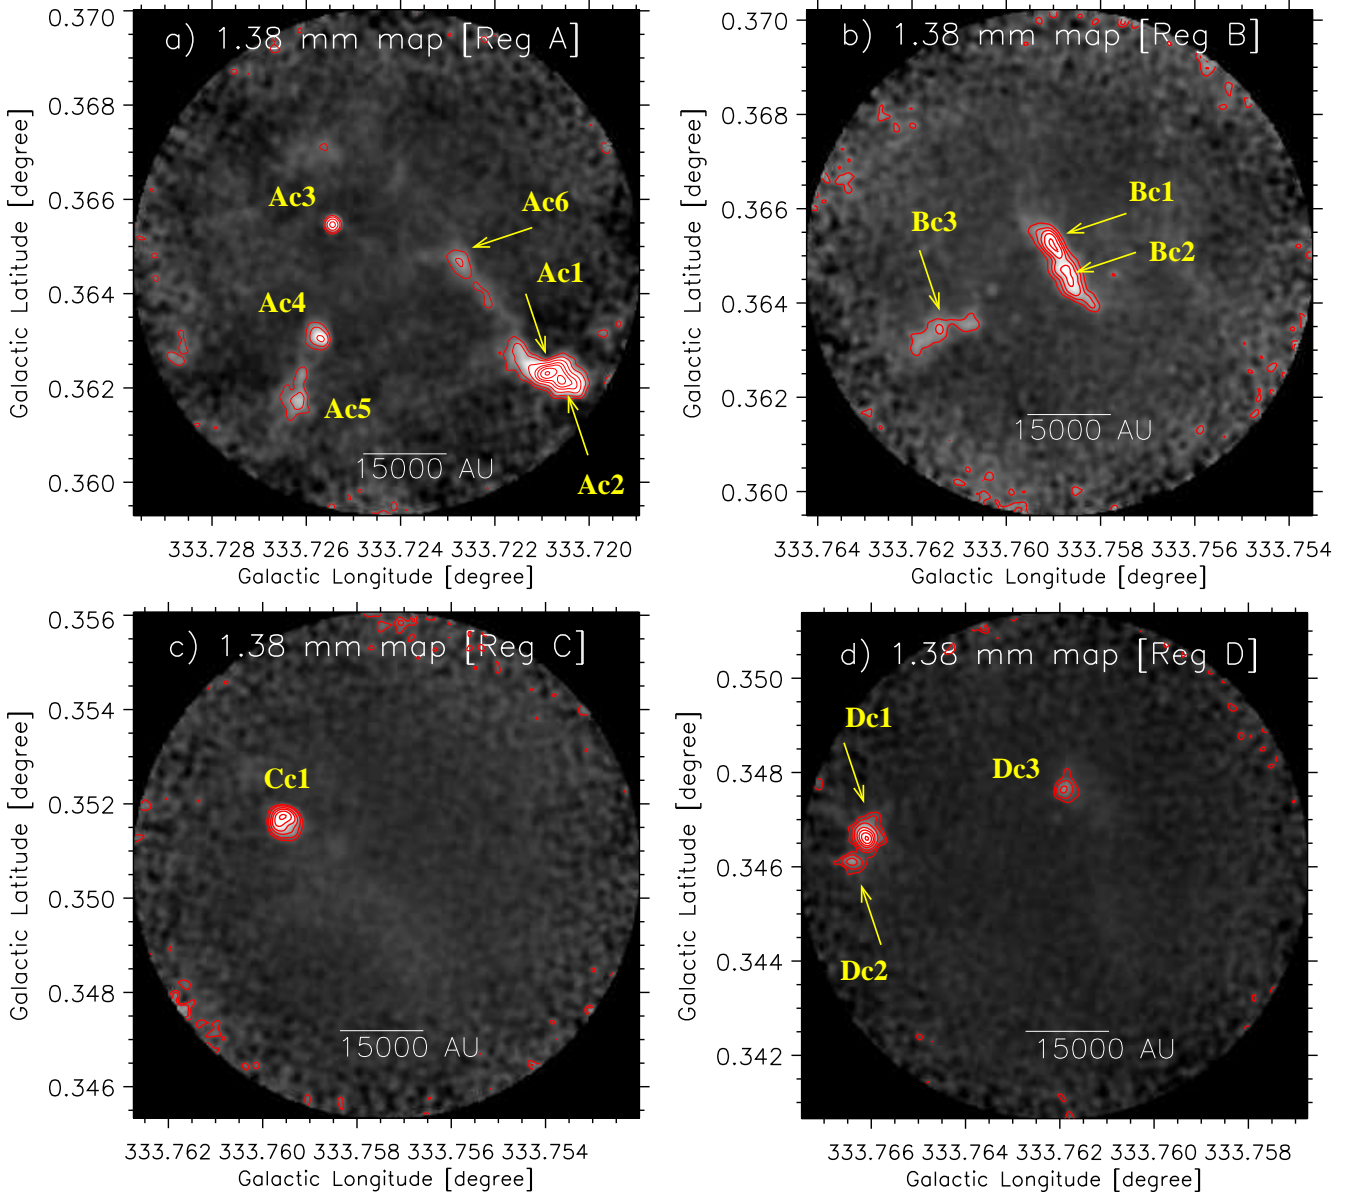 a) 1.38 mm map [Reg A]
0.370
0.368
0.366
0.364
0.362
0.360
Galactic Latitude [degree]
Ac3
Ac6
Ac1
Ac4
Ac5
Ac2
15000 AU
333.728 333.726 333.724 333.722 333.720
Galactic Longitude [degree]
b) 1.38 mm map [Reg B]
0.370
0.368
0.366
0.364
0.362
0.360
Galactic Latitude [degree]
Bc1
Bc3
Bc2
15000 AU
333.764 333.762 333.760 333.758 333.756 333.754
Galactic Longitude [degree]
c) 1.38 mm map [Reg C]
0.356
0.354
0.352
0.350
0.348
0.346
Galactic Latitude [degree]
Cc1
15000 AU
333.762 333.760 333.758 333.756 333.754
Galactic Longitude [degree]
d) 1.38 mm map [Reg D]
0.350
0.348
0.346
0.344
0.342
Galactic Latitude [degree]
Dc1
Dc3
Dc2
15000 AU
333.766 333.764 333.762 333.760 333.758
Galactic Longitude [degree]